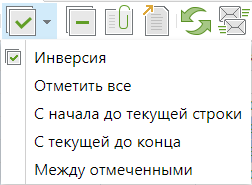 Инверсия
Отметить все
С начала до текущей строки
С текущей до конца
Между отмеченными